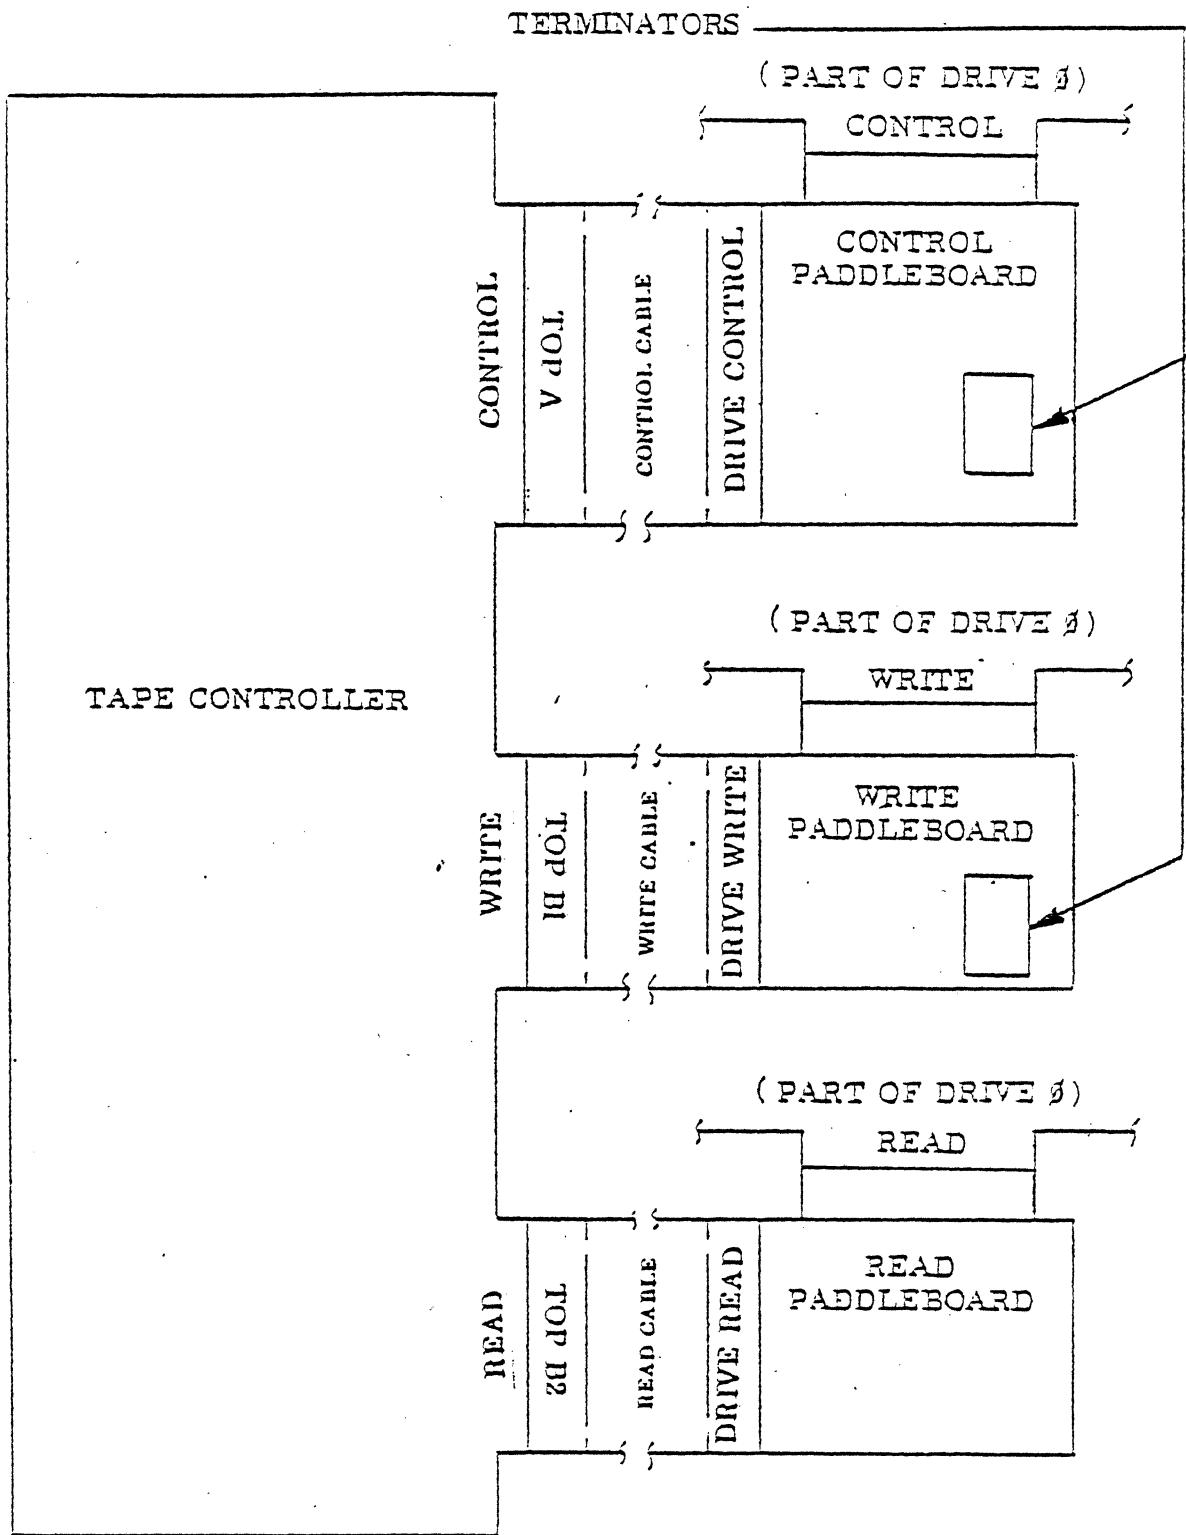 TERMINATORS
( PART OF DRIVE Ø )
CONTROL
CONTROL
TOP A
CONTROL CABLE
DRIVE CONTROL
CONTROL
PADDLEBOARD
TAPE CONTROLLER
( PART OF DRIVE Ø )
WRITE
WRITE
TOP B1
WRITE CABLE
DRIVE WRITE
WRITE
PADDLEBOARD
( PART OF DRIVE Ø )
READ
READ
TOP B2
READ CABLE
DRIVE READ
READ
PADDLEBOARD